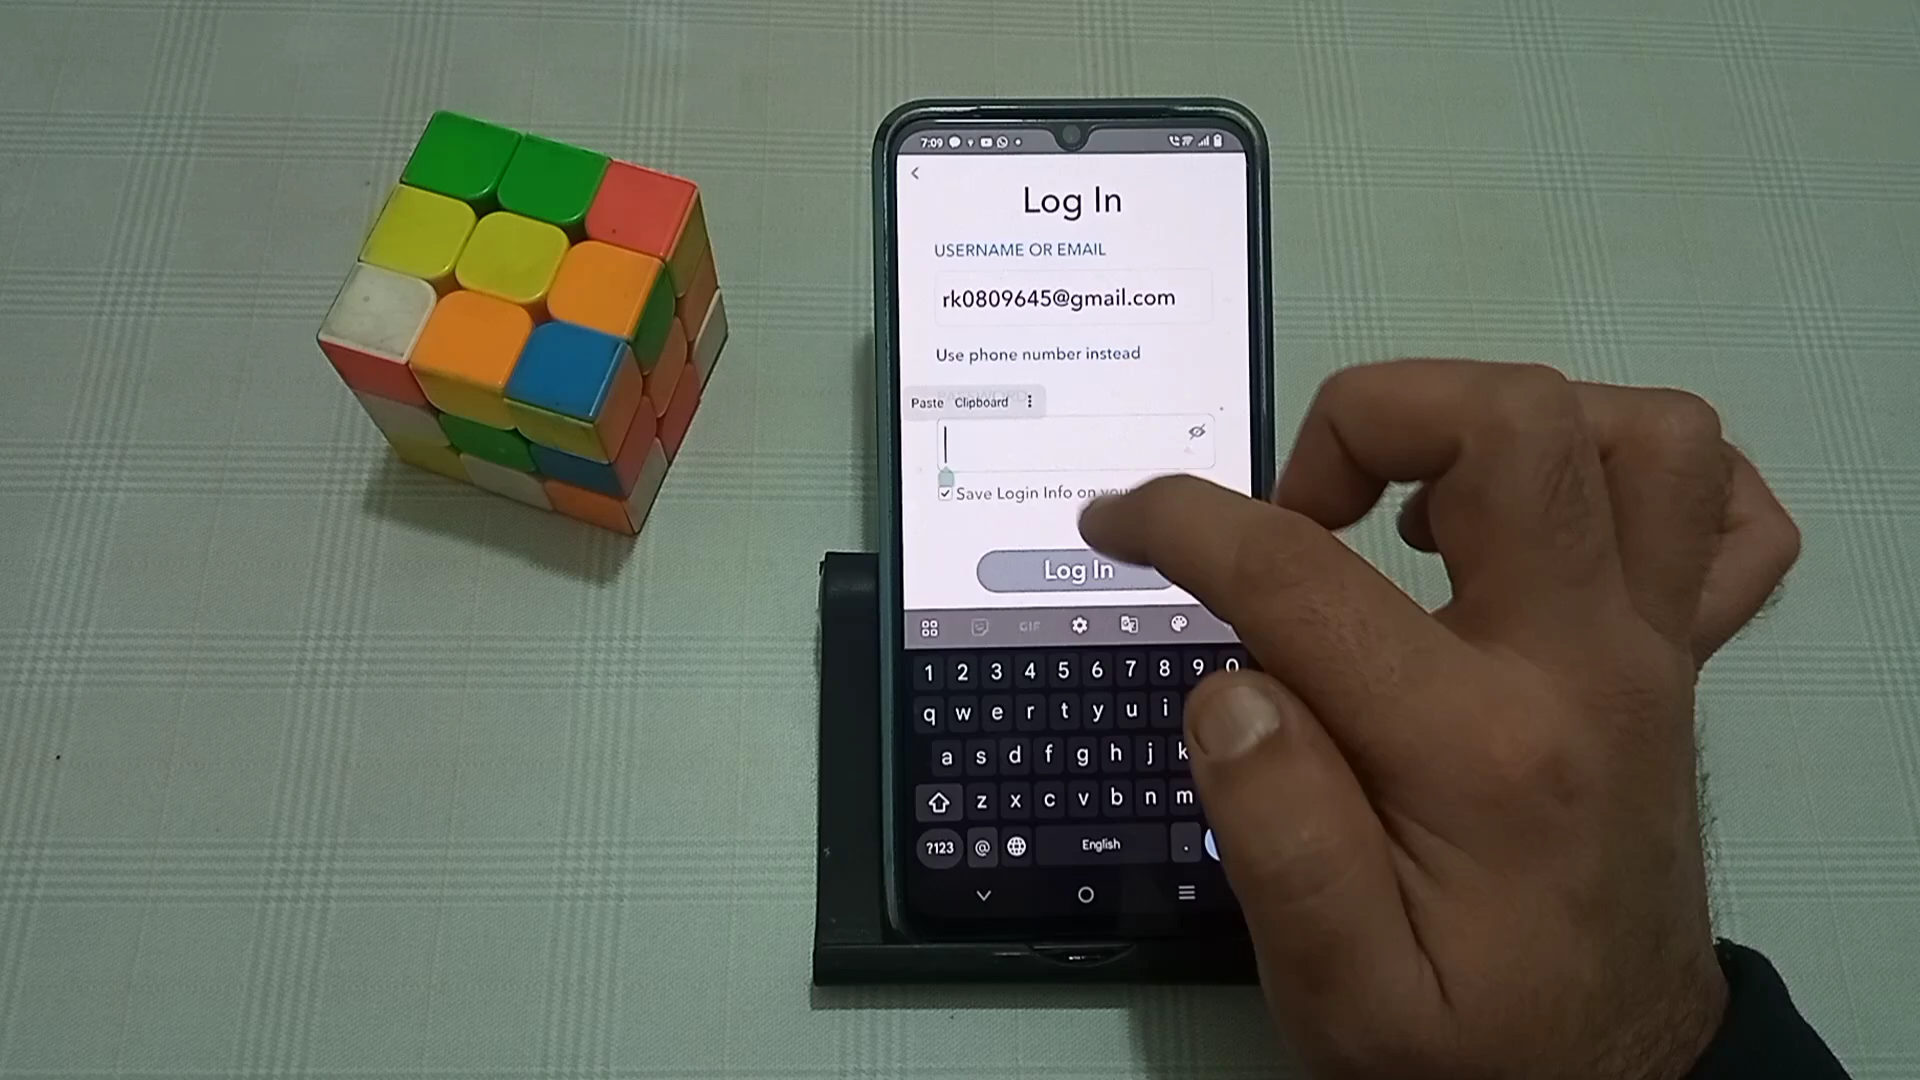 7:09
Log In
USERNAME OR EMAIL
rk0809645@gmail.com
Use phone number instead
Paste Clipboard
Save Login Info on your
Log In
GIF
1 2 3 4 5 6 7 8 9 0
q w e r t y u i
a s d f g h j k
z x c v b n m
?123 @ English .